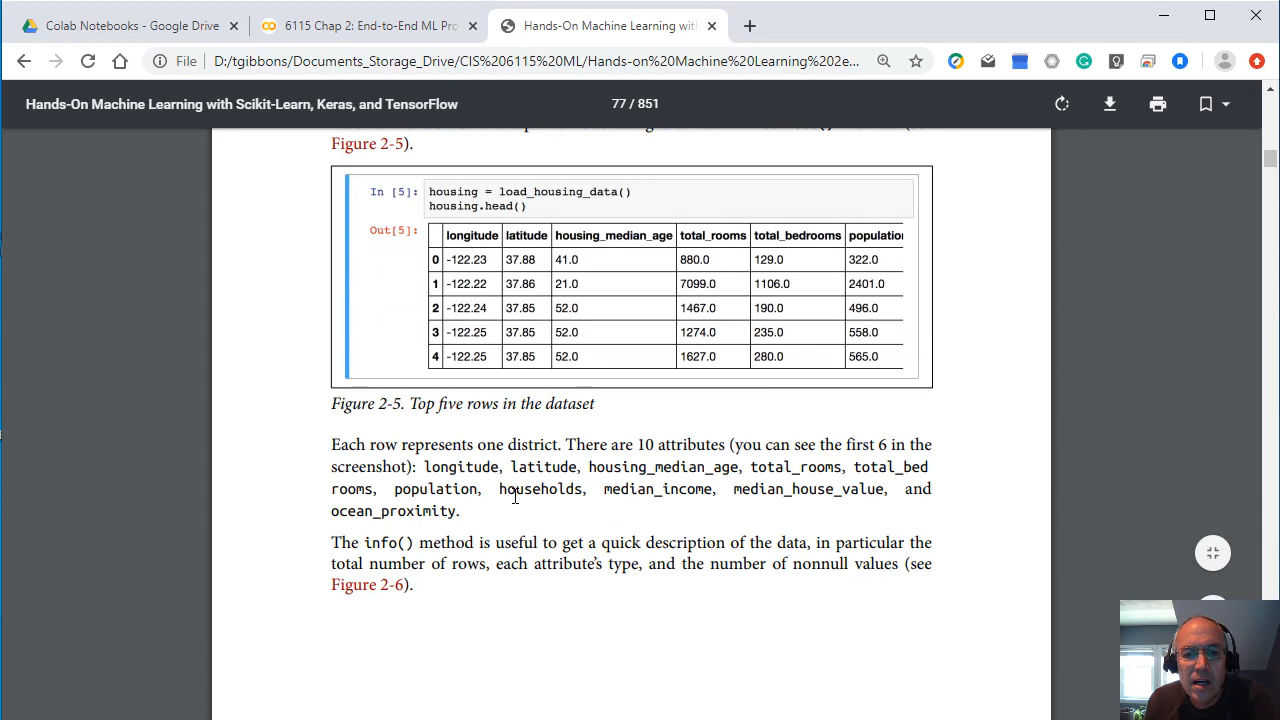 Colab Notebooks - Google Drive
6115 Chap 2: End-to-End ML Pro
Hands-On Machine Learning with
File
D:/tgibbons/Documents_Storage_Drive/CIS%206115%20ML/Hands-on%20Machine%20Learning%202e...
Hands-On Machine Learning with Scikit-Learn, Keras, and TensorFlow
77 / 851
Figure 2-5).
In [5]:
housing = load_housing_data()
housing.head()
Out[5]:
longitude latitude housing_median_age total_rooms total_bedrooms population
0 -122.23 37.88 41.0 880.0 129.0 322.0
1 -122.22 37.86 21.0 7099.0 1106.0 2401.0
2 -122.24 37.85 52.0 1467.0 190.0 496.0
3 -122.25 37.85 52.0 1274.0 235.0 558.0
4 -122.25 37.85 52.0 1627.0 280.0 565.0
Figure 2-5. Top five rows in the dataset
Each row represents one district. There are 10 attributes (you can see the first 6 in the
screenshot): longitude, latitude, housing_median_age, total_rooms, total_bed
rooms, population, households, median_income, median_house_value, and
ocean_proximity.
The info() method is useful to get a quick description of the data, in particular the
total number of rows, each attribute's type, and the number of nonnull values (see
Figure 2-6).